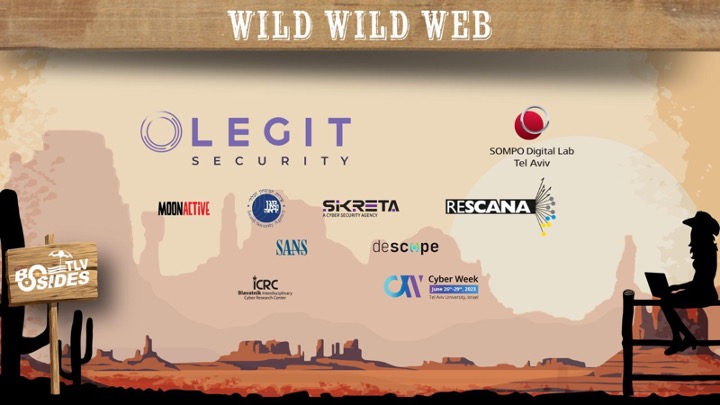 WILD WILD WEB
LEGIT
SECURITY
SOMPO Digital Lab
Tel Aviv
MOONACTIVE
SIKRETA
A CYBER SECURITY AGENCY
RESCANA
SANS
descope
BSIDES
TLV
ICRC
Blavatnik Interdisciplinary
Cyber Research Center
Cyber Week
June 26th-29th, 2023
Tel Aviv University, Israel